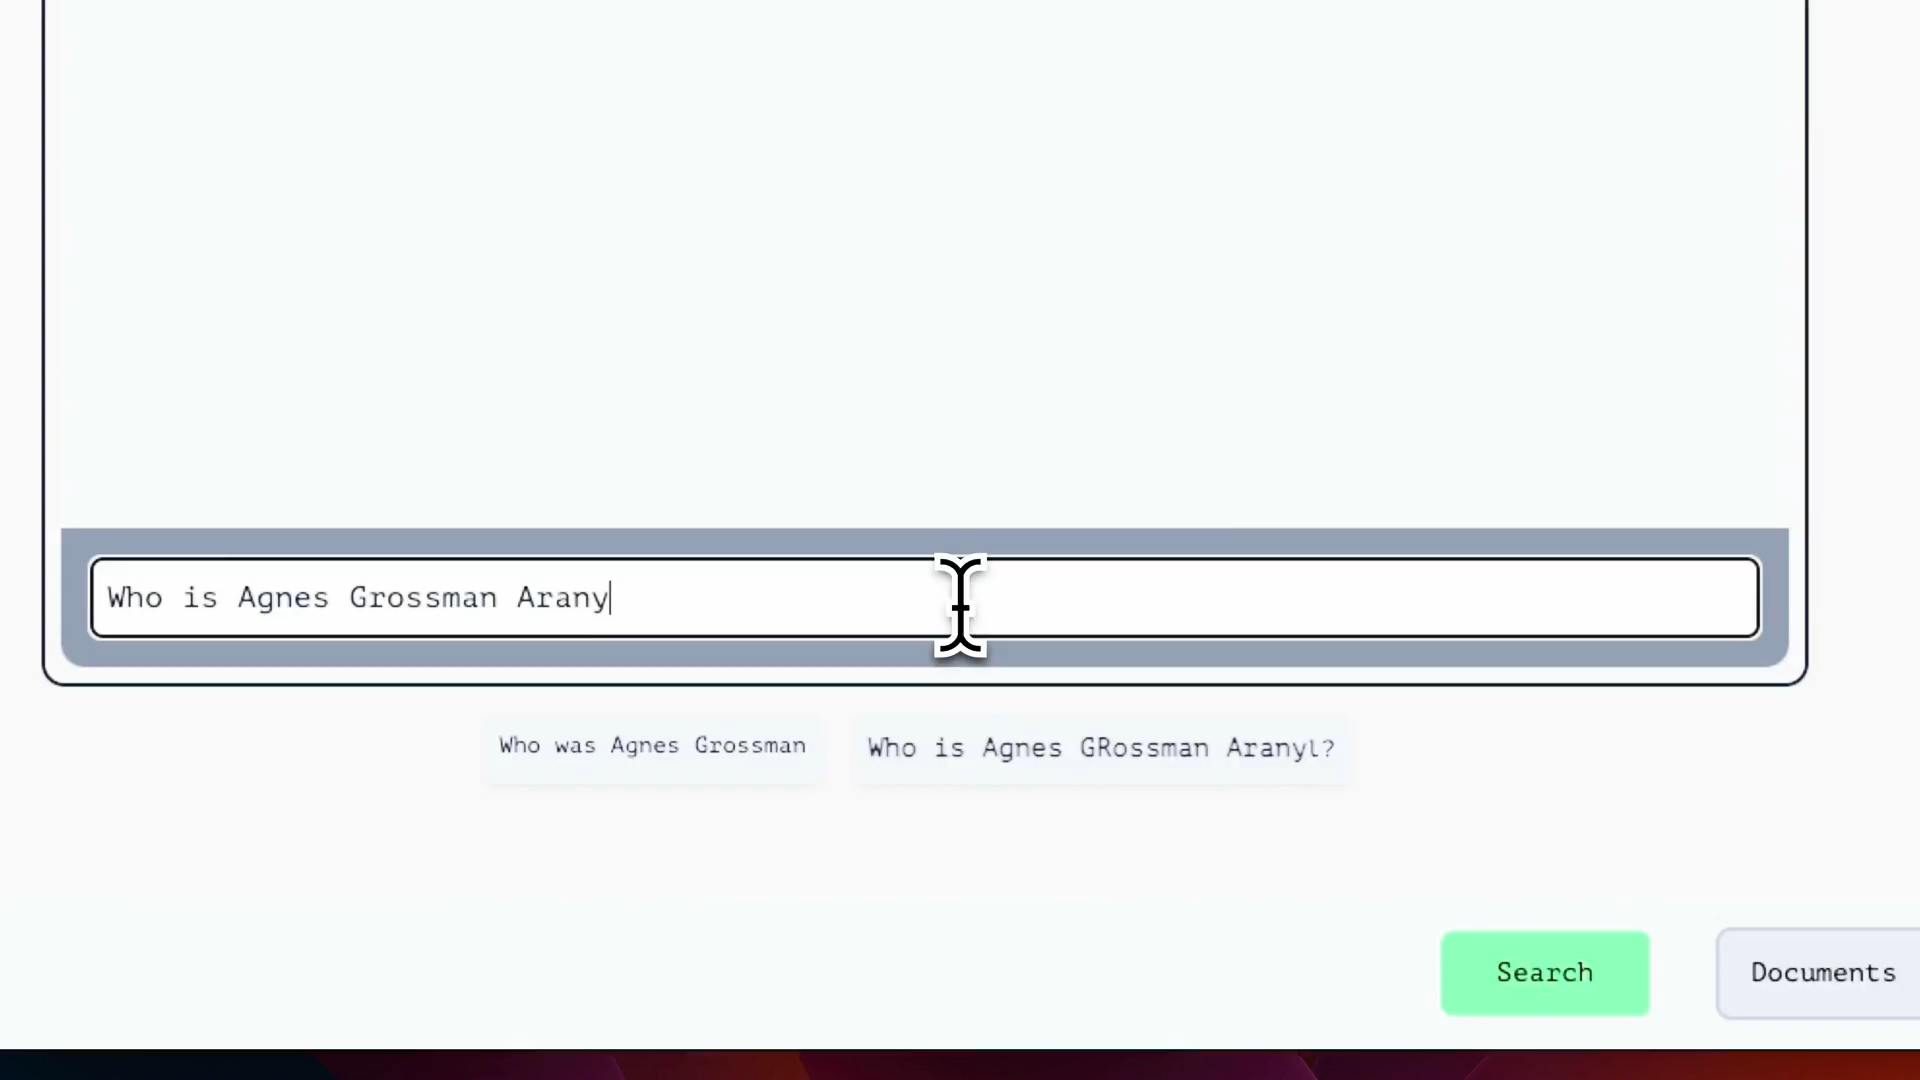 Who is Agnes Grossman Arany
Who was Agnes Grossman
Who is Agnes GRossman Aranyl?
Search
Documents